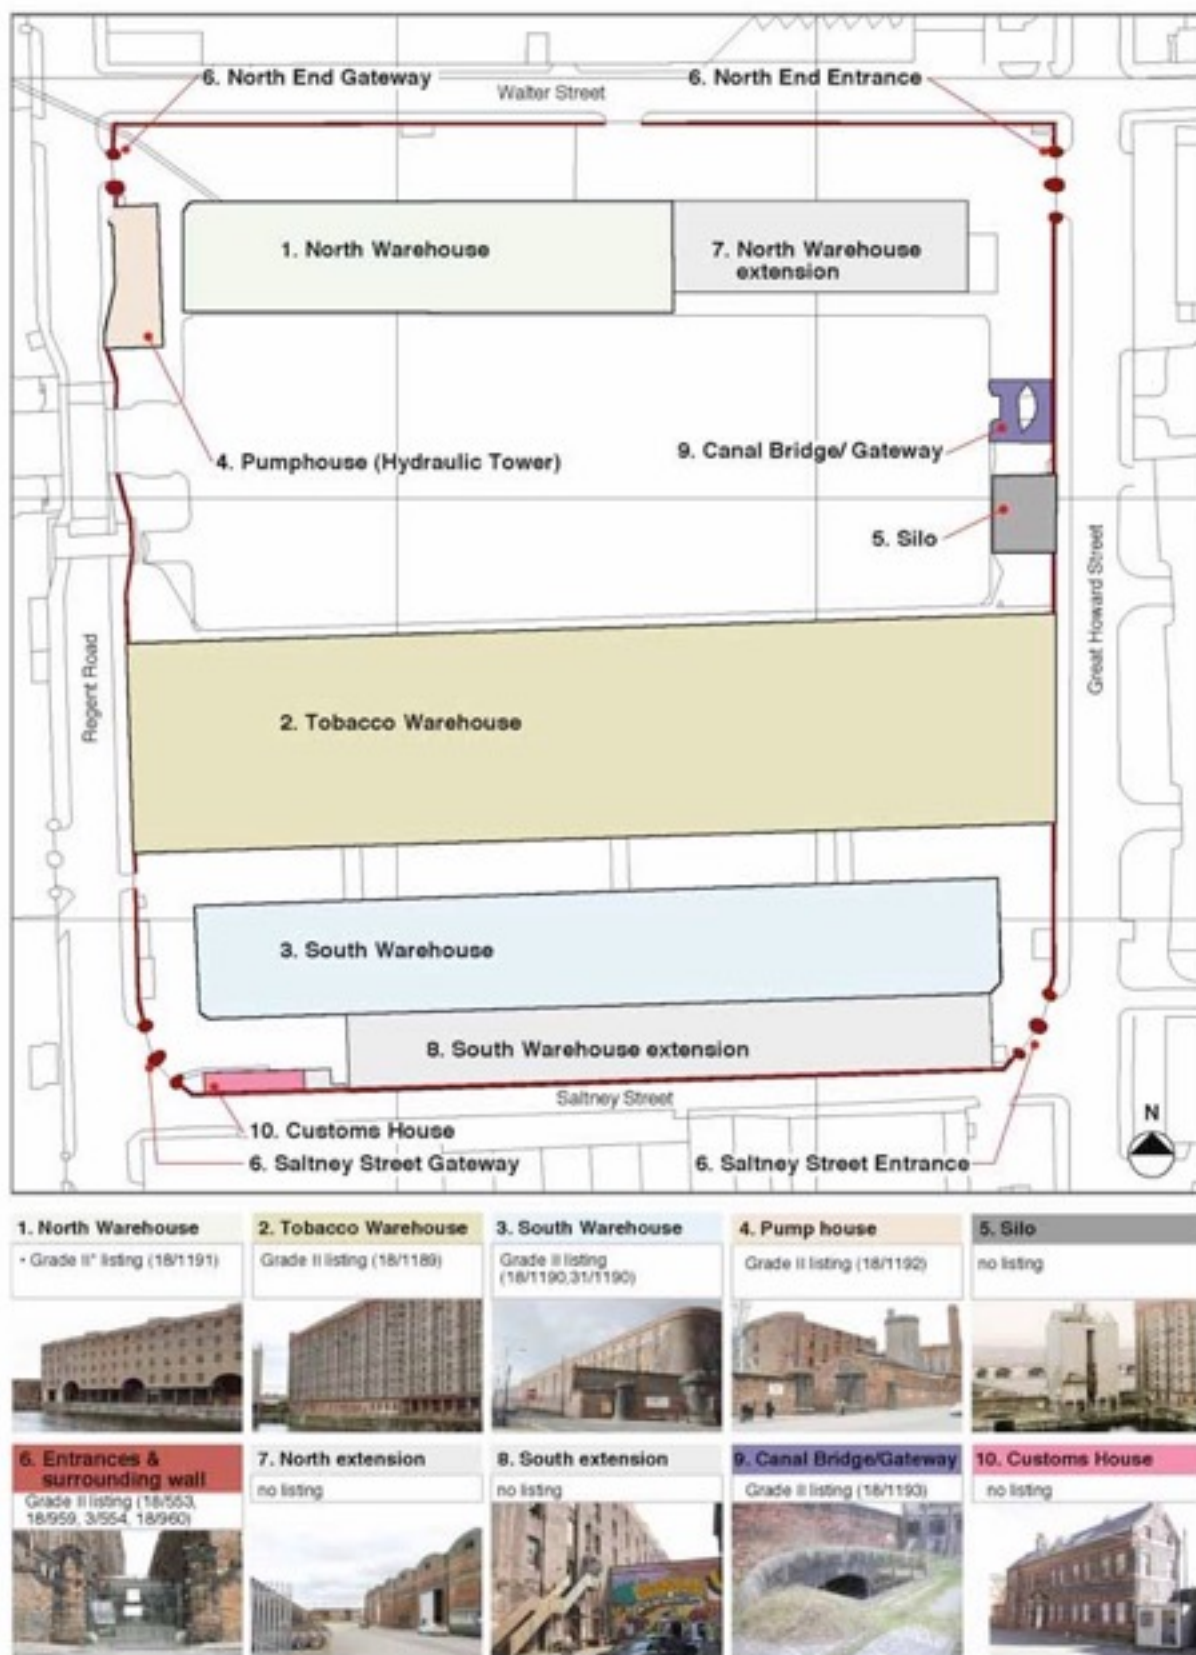 6. North End Gateway
6. North End Entrance
Walter Street
1. North Warehouse
7. North Warehouse
extension
4. Pumphouse (Hydraulic Tower)
9. Canal Bridge/ Gateway
5. Silo
Regent Road
Great Howard Street
2. Tobacco Warehouse
3. South Warehouse
8. South Warehouse extension
Saltney Street
10. Customs House
6. Saltney Street Gateway
6. Saltney Street Entrance
N
1. North Warehouse
• Grade II* listing (18/1191)
2. Tobacco Warehouse
Grade II listing (18/1189)
3. South Warehouse
Grade II listing
(18/1190,31/1190)
4. Pump house
Grade II listing (18/1192)
5. Silo
no listing
6. Entrances &
surrounding wall
Grade II listing (18/553,
18/959, 3/554, 18/960)
7. North extension
no listing
8. South extension
no listing
9. Canal Bridge/Gateway
Grade II listing (18/1193)
10. Customs House
no listing